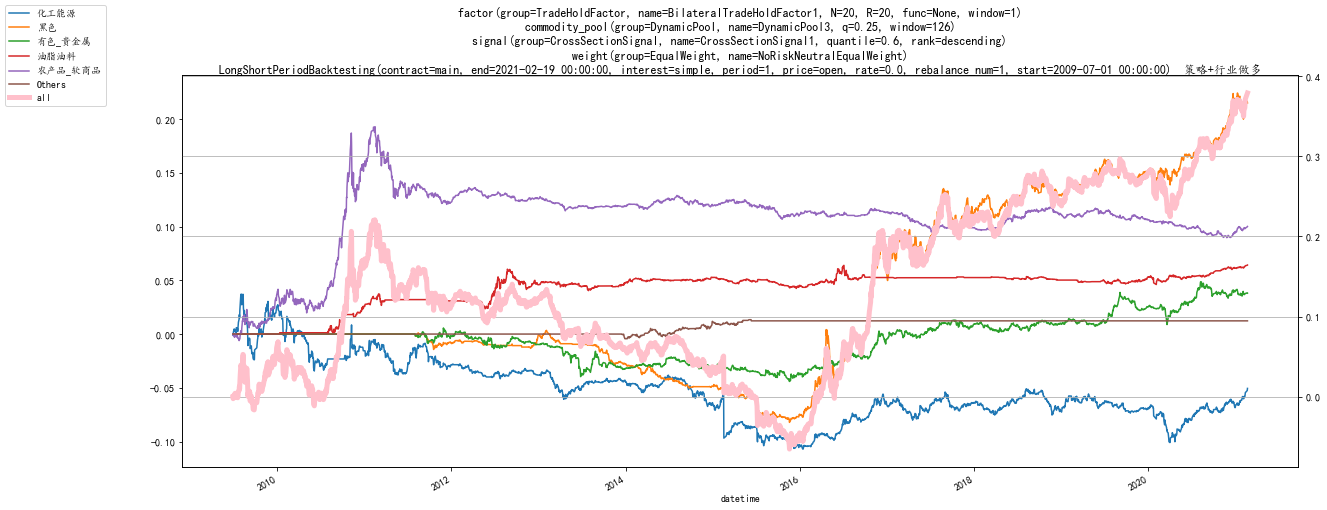 化工能源
黑色
有色_贵金属
油脂油料
农产品_软商品
Others
all
factor(group=TradeHoldFactor, name=BilateralTradeHoldFactor1, N=20, R=20, func=None, window=1)
commodity_pool(group=DynamicPool, name=DynamicPool3, q=0.25, window=126)
signal(group=CrossSectionSignal, name=CrossSectionSignal1, quantile=0.6, rank=descending)
weight(group=EqualWeight, name=NoRiskNeutralEqualWeight)
LongShortPeriodBacktesting(contract=main, end=2021-02-19 00:00:00, interest=simple, period=1, price=open, rate=0.0, rebalance_num=1, start=2009-07-01 00:00:00) 策略+行业做多
0.20
0.15
0.10
0.05
0.00
-0.05
-0.10
0.4
0.3
0.2
0.1
0.0
2010
2012
2014
2016
2018
2020
datetime